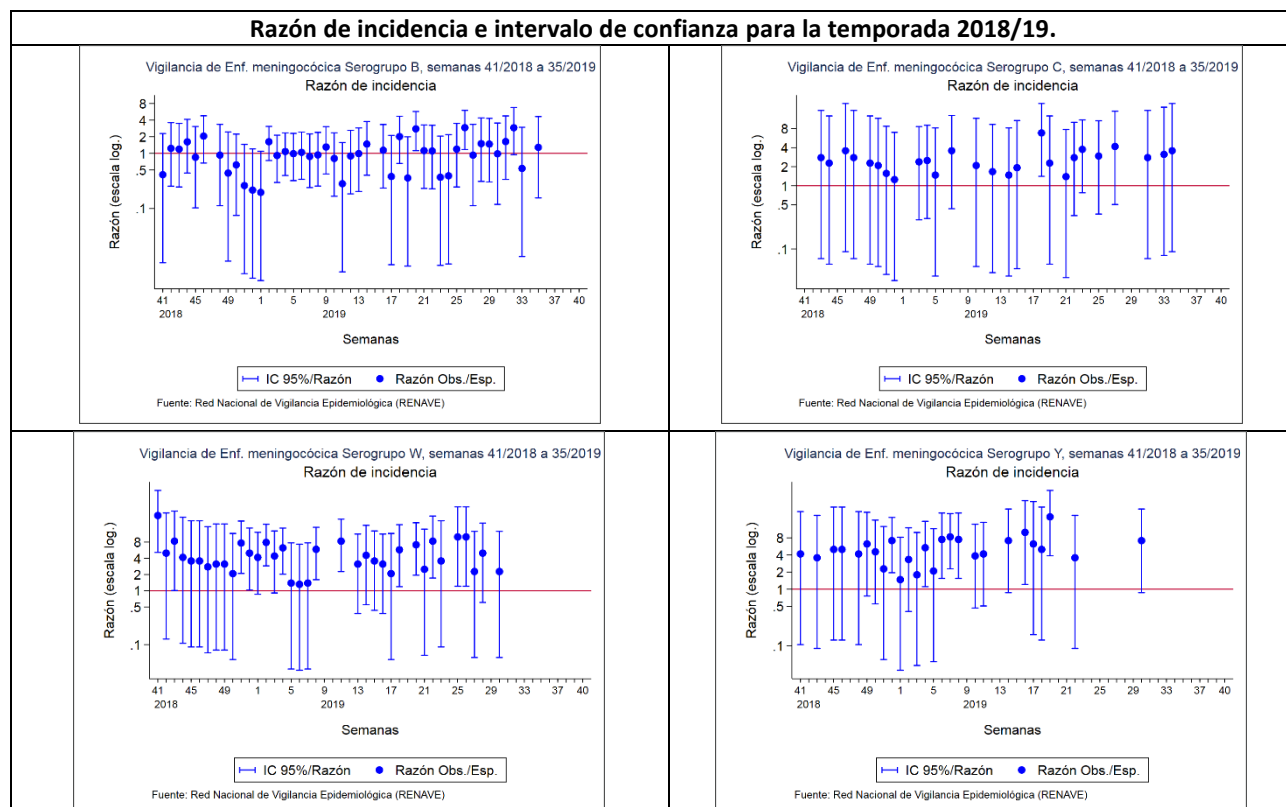 Razón de incidencia e intervalo de confianza para la temporada 2018/19.
Vigilancia de Enf. meningocócica Serogrupo B, semanas 41/2018 a 35/2019
Razón de incidencia
Razón (escala log.)
8
4
2
1
.5
.1
41 45 49 1 5 9 13 17 21 25 29 33 36 40
2018 2019
Semanas
IC 95%/Razón Razón Obs./Esp.
Fuente: Red Nacional de Vigilancia Epidemiológica (RENAVE)
Vigilancia de Enf. meningocócica Serogrupo C, semanas 41/2018 a 35/2019
Razón de incidencia
Razón (escala log.)
8
4
2
1
.5
.1
41 45 49 1 5 9 13 17 21 25 29 33 36 40
2018 2019
Semanas
IC 95%/Razón Razón Obs./Esp.
Fuente: Red Nacional de Vigilancia Epidemiológica (RENAVE)
Vigilancia de Enf. meningocócica Serogrupo W, semanas 41/2018 a 35/2019
Razón de incidencia
Razón (escala log.)
8
4
2
1
.5
.1
41 45 49 1 5 9 13 17 21 25 29 33 36 40
2018 2019
Semanas
IC 95%/Razón Razón Obs./Esp.
Fuente: Red Nacional de Vigilancia Epidemiológica (RENAVE)
Vigilancia de Enf. meningocócica Serogrupo Y, semanas 41/2018 a 35/2019
Razón de incidencia
Razón (escala log.)
8
4
2
1
.5
.1
41 45 49 1 5 9 13 17 21 25 29 33 36 40
2018 2019
Semanas
IC 95%/Razón Razón Obs./Esp.
Fuente: Red Nacional de Vigilancia Epidemiológica (RENAVE)